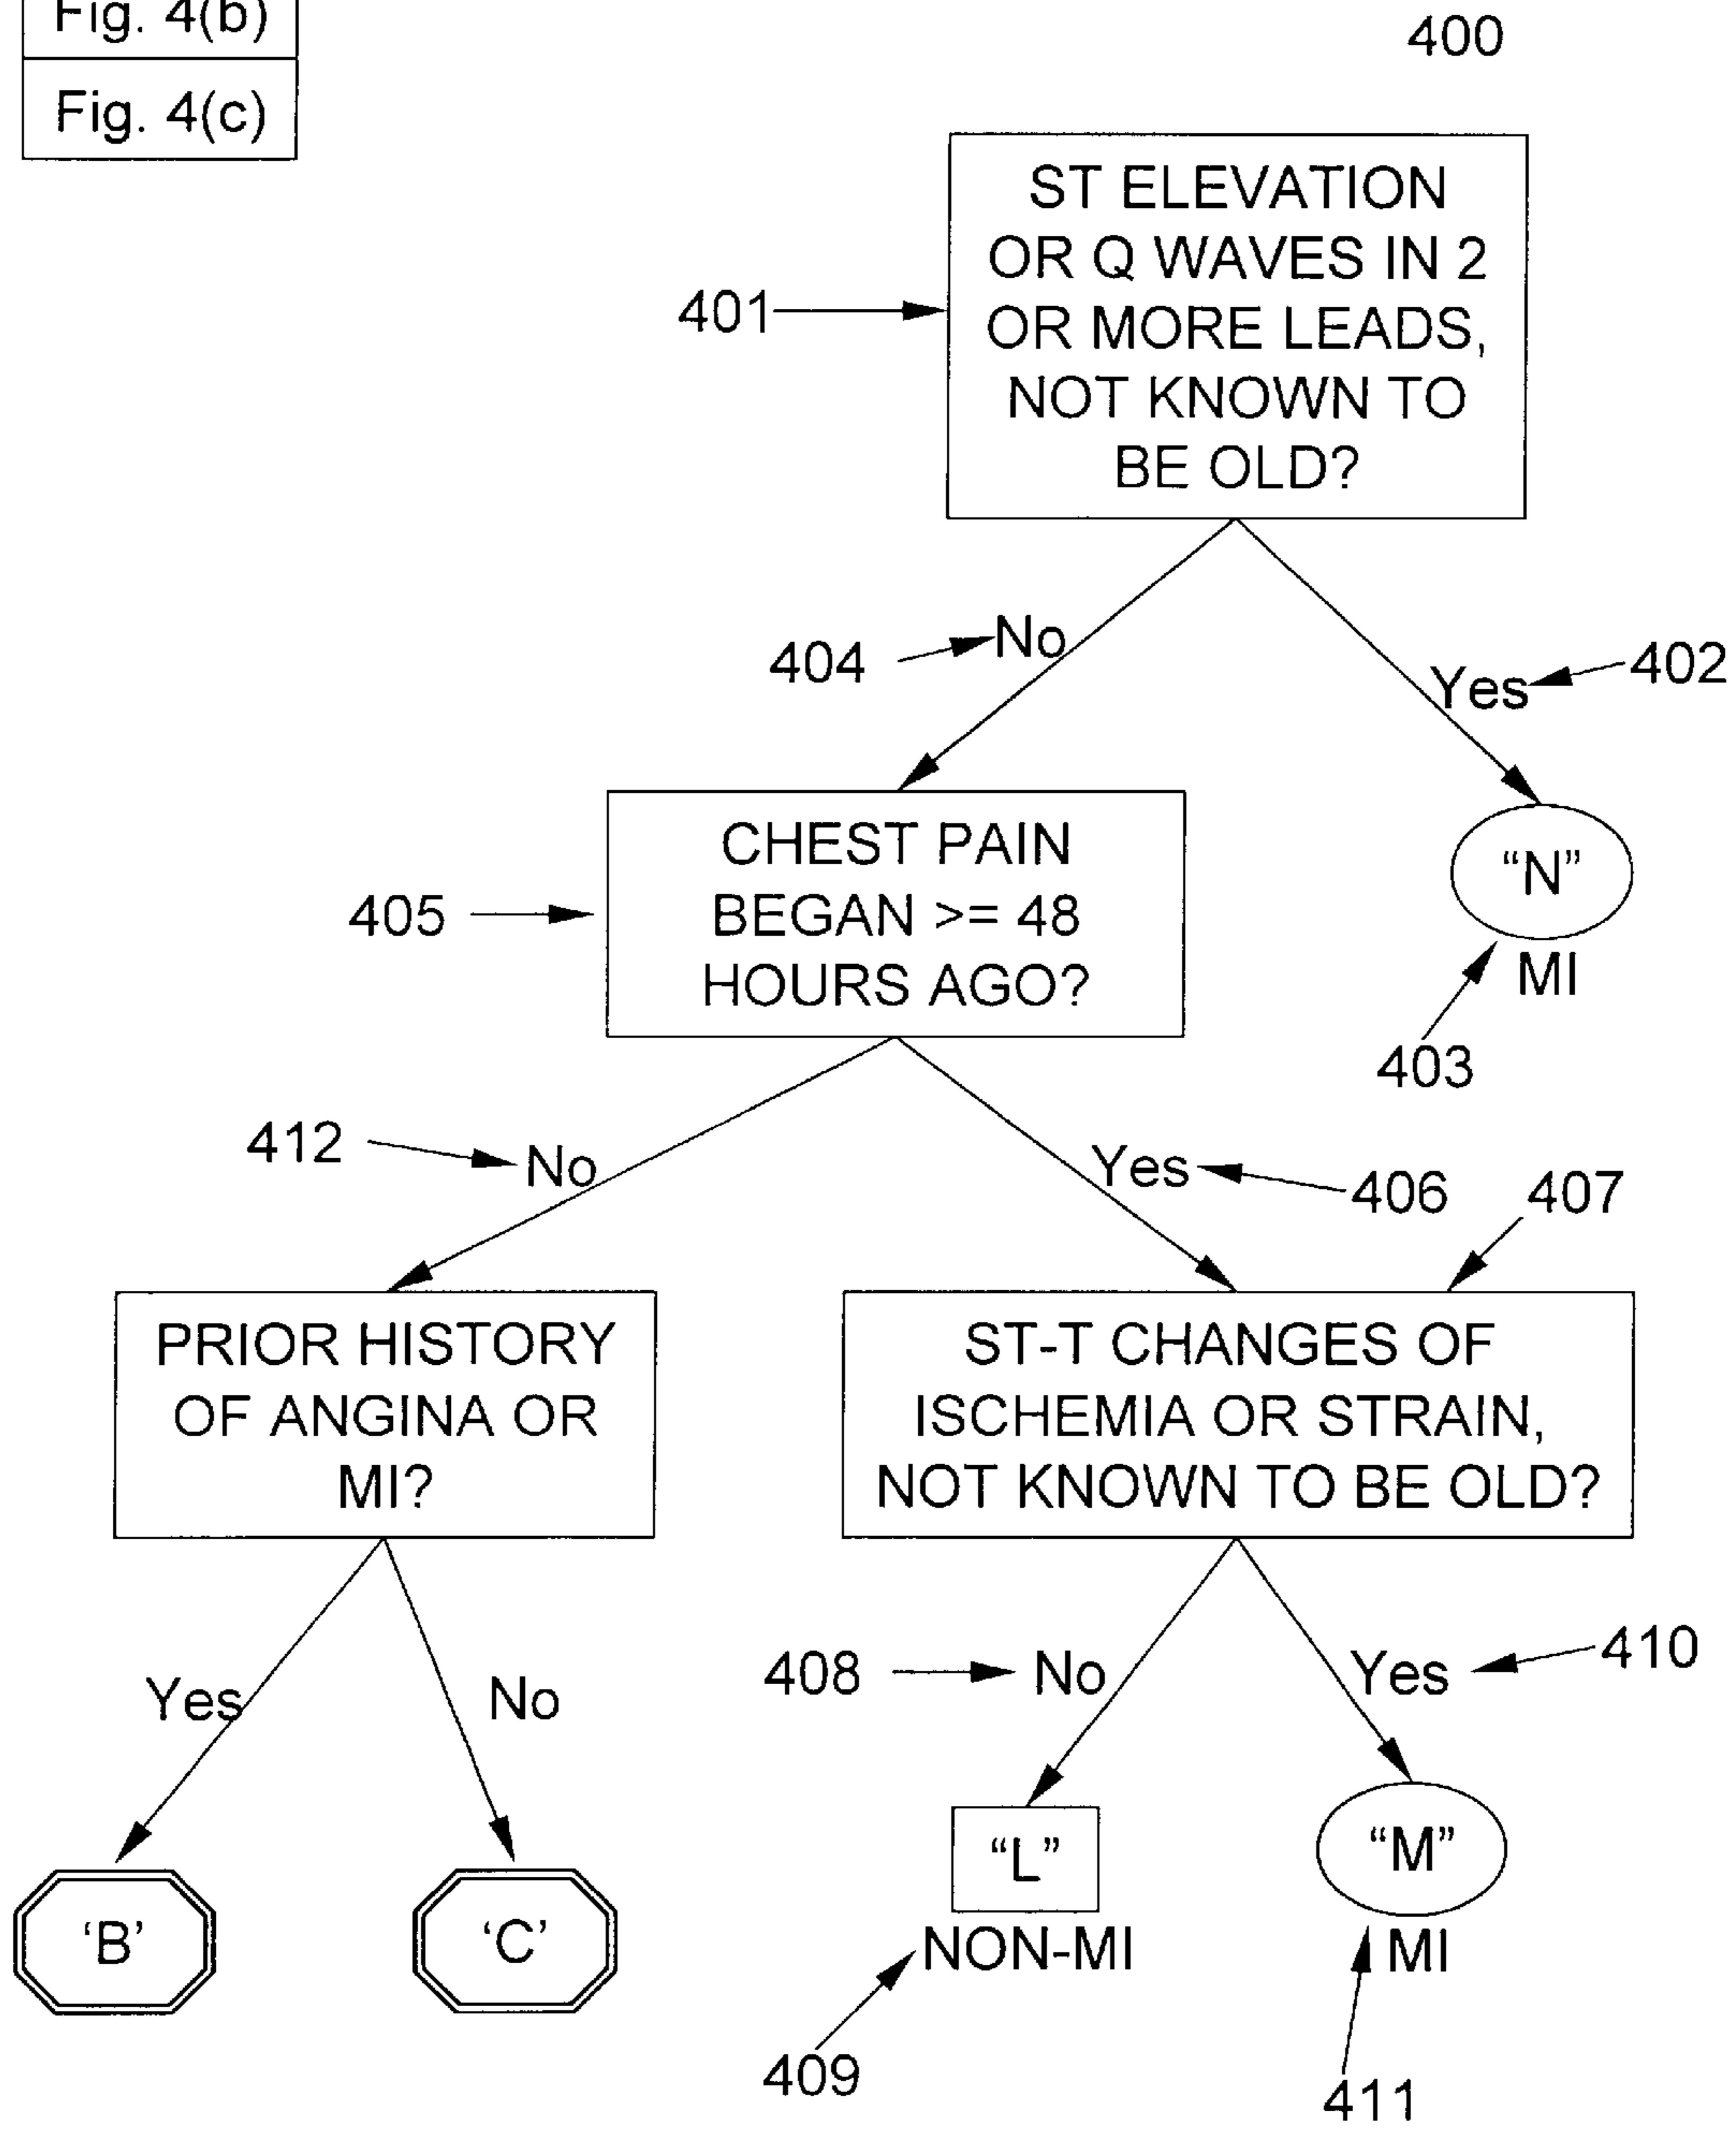 Fig. 4(b)
Fig. 4(c)
400
ST ELEVATION
OR Q WAVES IN 2
OR MORE LEADS,
NOT KNOWN TO
BE OLD?
401
404
No
Yes
402
CHEST PAIN
BEGAN >= 48
HOURS AGO?
405
“N”
MI
403
412
No
Yes
406
407
PRIOR HISTORY
OF ANGINA OR
MI?
ST-T CHANGES OF
ISCHEMIA OR STRAIN,
NOT KNOWN TO BE OLD?
Yes
No
408
No
Yes
410
‘B’
‘C’
“L”
NON-MI
409
“M”
MI
411